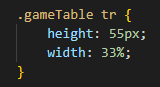 .gameTable tr {
    height: 55px;
    width: 33%;
}